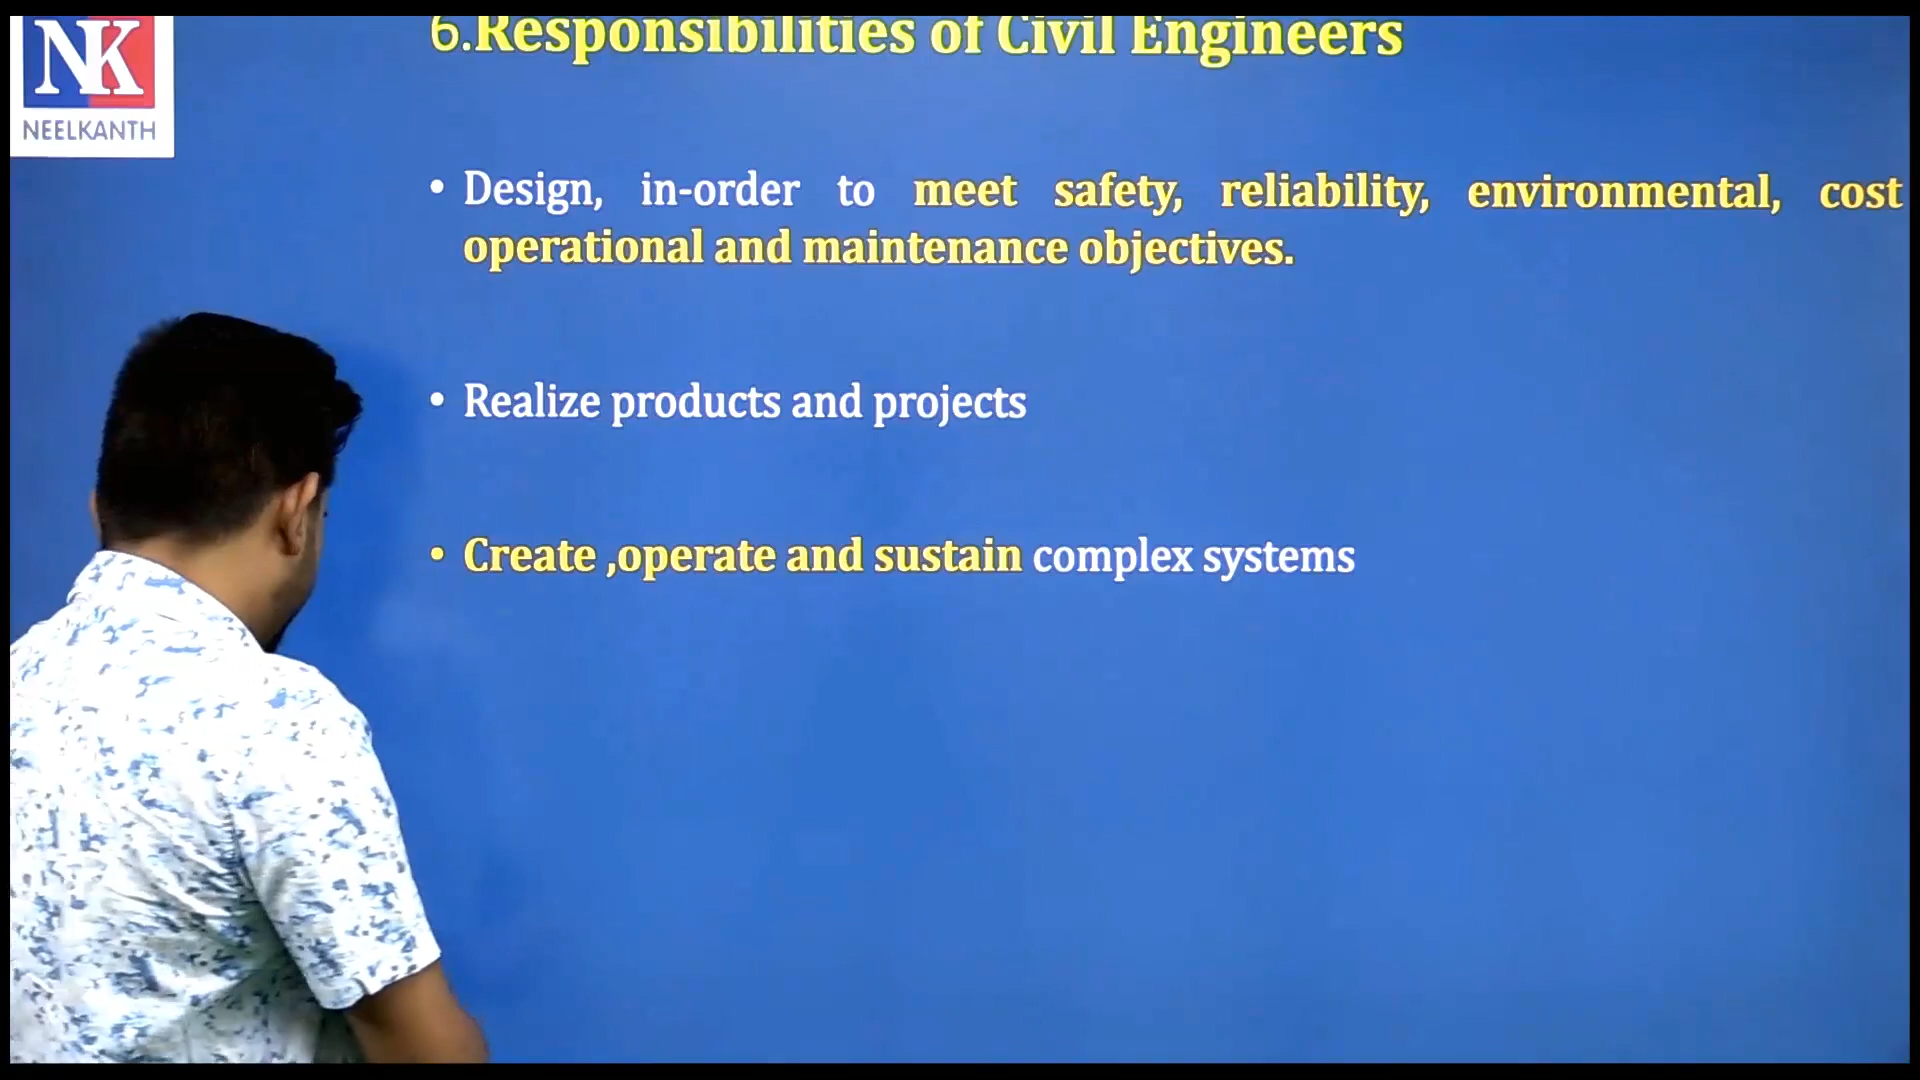 NK
NEELKANTH
6.Responsibilities of Civil Engineers
• Design, in-order to meet safety, reliability, environmental, cost
operational and maintenance objectives.
• Realize products and projects
• Create ,operate and sustain complex systems